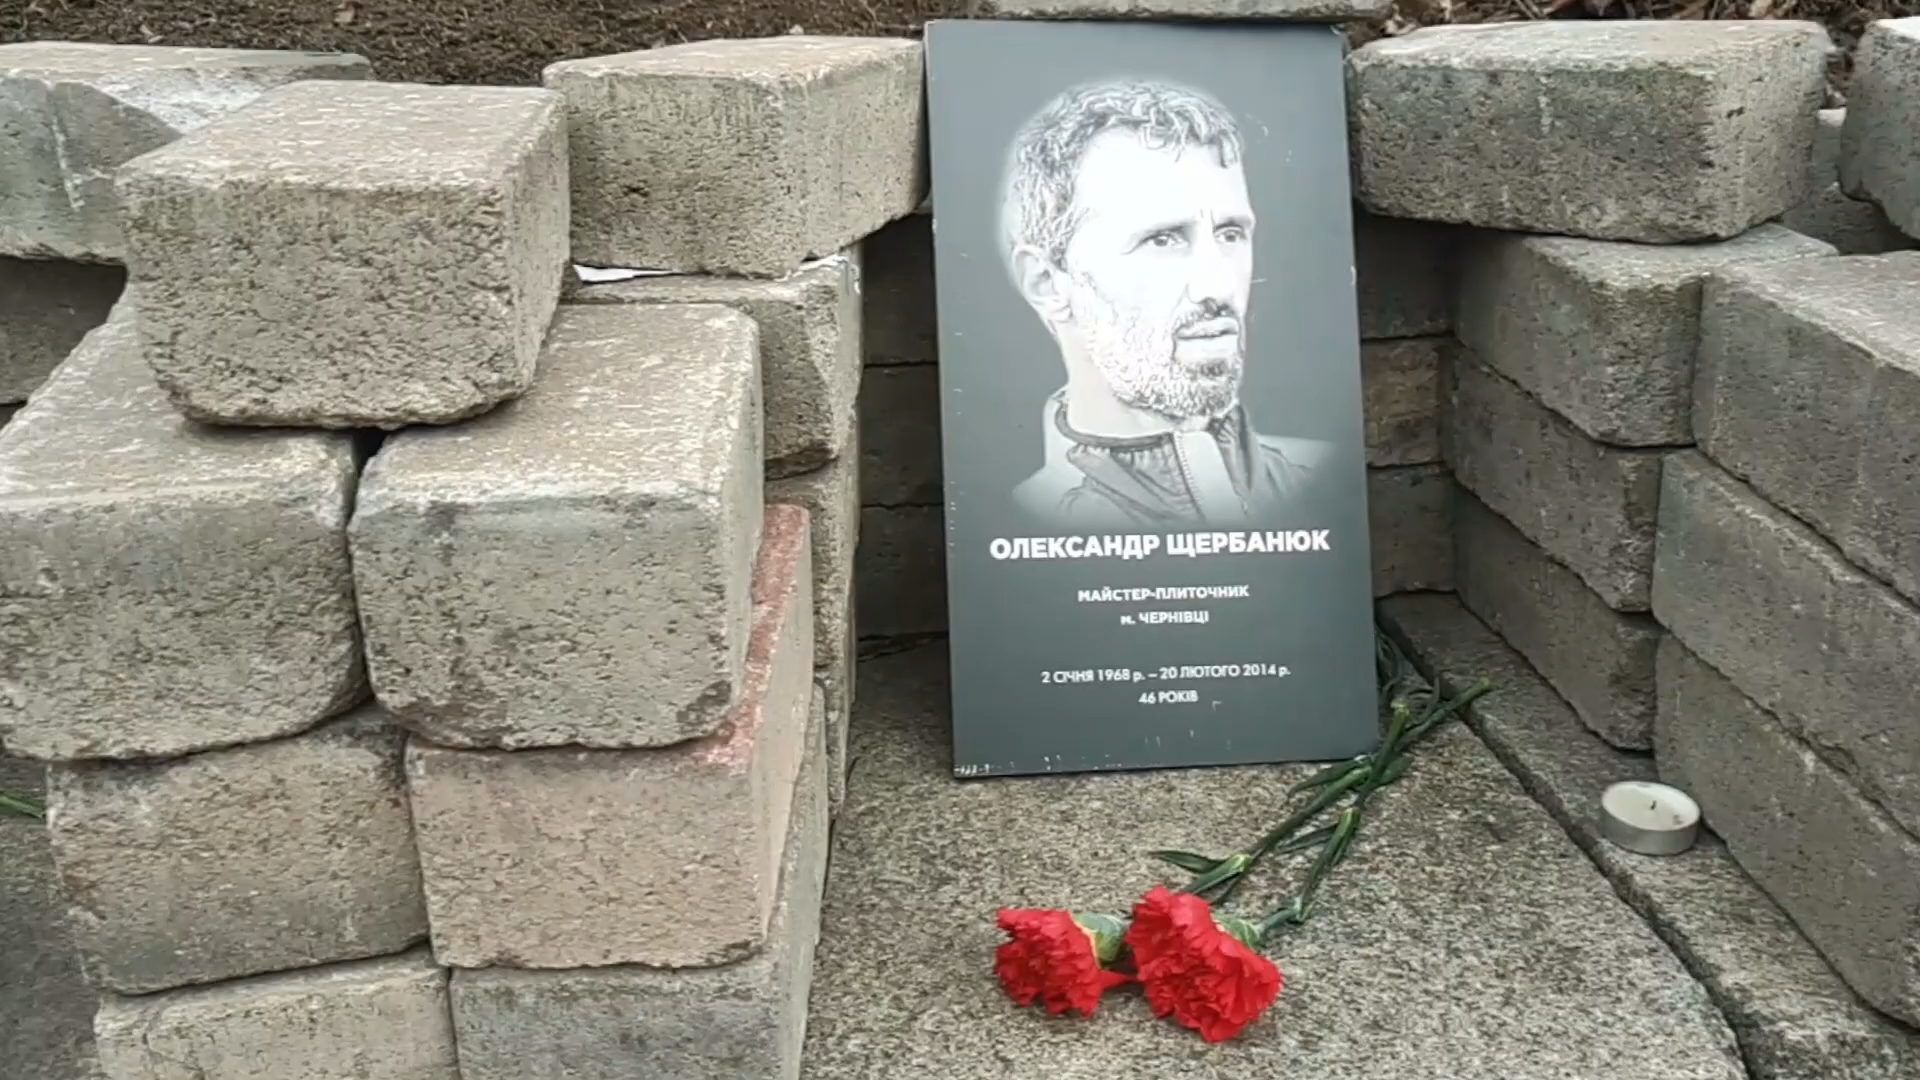 ОЛЕКСАНДР ЩЕРБАНЮК
МАЙСТЕР-ПЛИТОЧНИК
м. ЧЕРНІВЦІ
2 СІЧНЯ 1968 р. – 20 ЛЮТОГО 2014 р.
46 РОКІВ